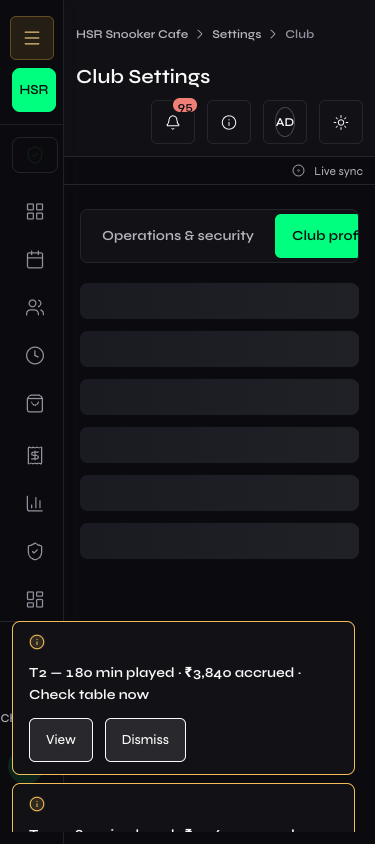 HSR Snooker Cafe > Settings > Club
HSR
Club Settings
95
AD
Live sync
Operations & security
Club prof
T2 — 180 min played · ₹3,840 accrued ·
Check table now
View
Dismiss